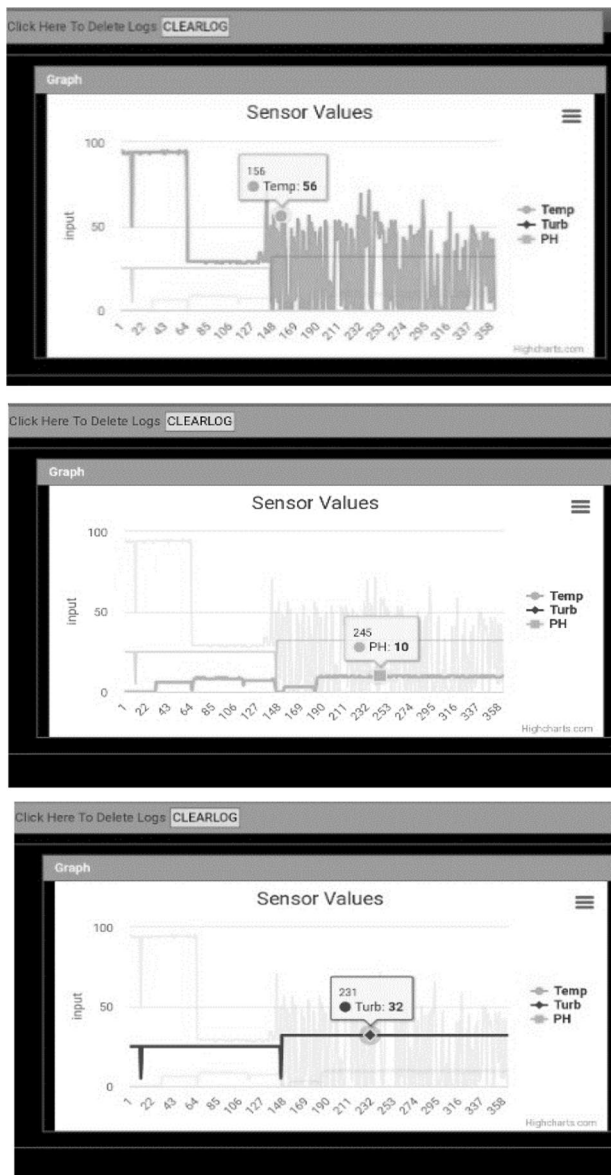 Click Here To Delete Logs CLEARLOG
Graph
Sensor Values
100
50
0
input
156
Temp: 56
Temp
Turb
PH
1 22 43 64 85 106 127 148 169 190 211 232 253 274 295 316 337 358
Highcharts.com
Click Here To Delete Logs CLEARLOG
Graph
Sensor Values
100
50
0
input
245
PH: 10
Temp
Turb
PH
1 22 43 64 85 106 127 148 169 190 211 232 253 274 295 316 337 358
Highcharts.com
Click Here To Delete Logs CLEARLOG
Graph
Sensor Values
100
50
0
input
231
Turb: 32
Temp
Turb
PH
1 22 43 64 85 106 127 148 169 190 211 232 253 274 295 316 337 358
Highcharts.com